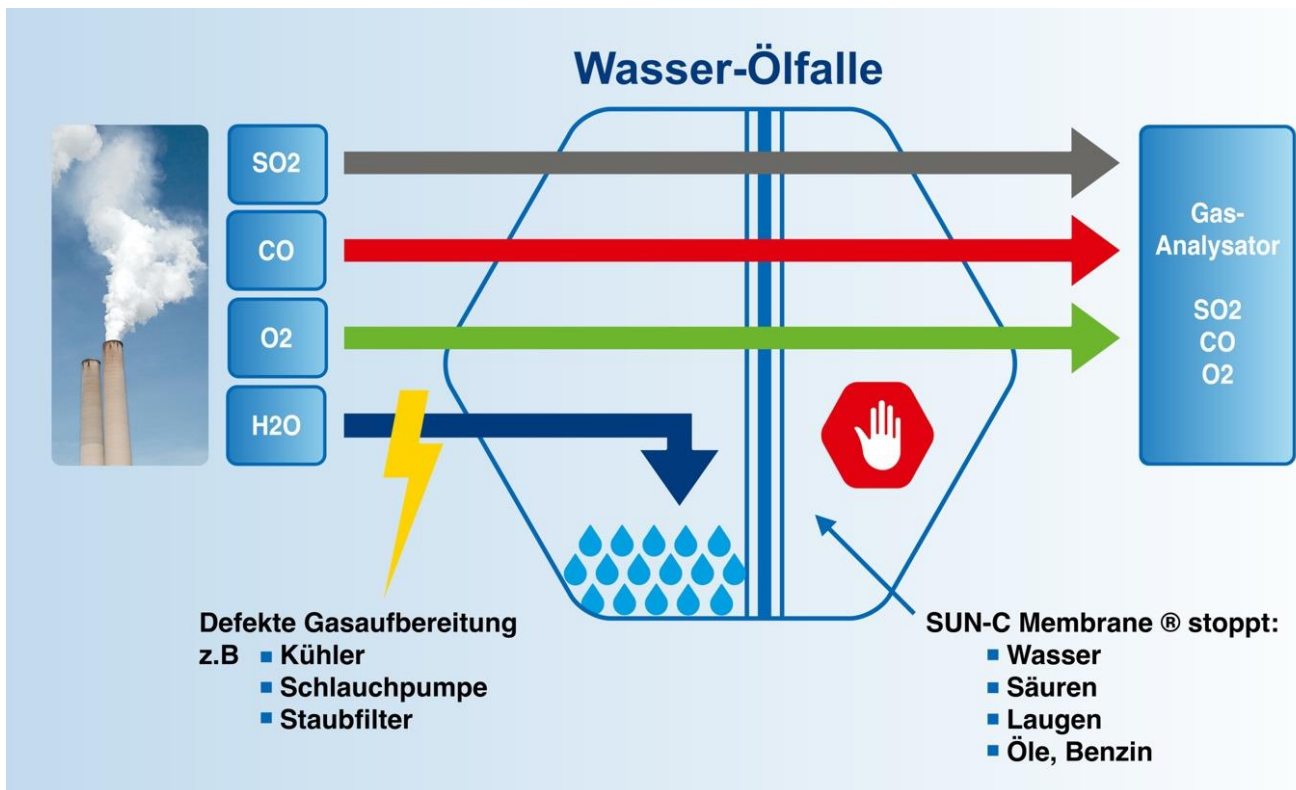 Wasser-Ölfalle
SO2
CO
O2
H2O
Gas-
Analysator
SO2
CO
O2
Defekte Gasaufbereitung
z.B ■ Kühler
■ Schlauchpumpe
■ Staubfilter
SUN-C Membrane ® stoppt:
■ Wasser
■ Säuren
■ Laugen
■ Öle, Benzin